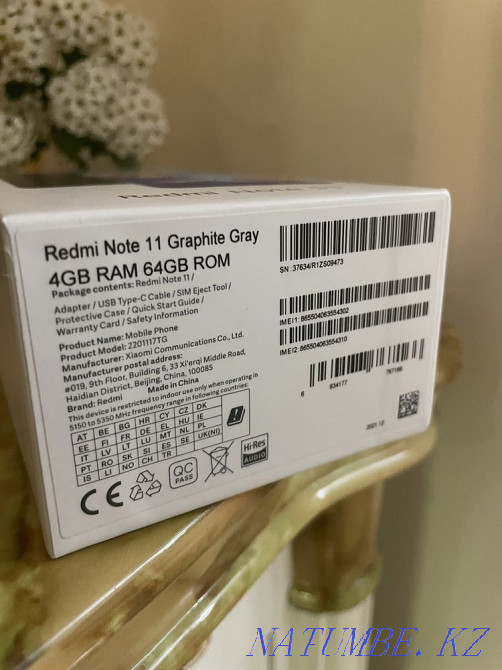 Redmi Note 11
Redmi Note 11 Graphite Gray
4GB RAM 64GB ROM
Package contents: Redmi Note 11 /
Adapter / USB Type-C Cable / SIM Eject Tool /
Protective Case / Quick Start Guide /
Warranty Card / Safety Information
Product Name: Mobile Phone
Product Model: 2201117TG
Manufacturer: Xiaomi Communications Co., Ltd.
Manufacturer postal address:
#019, 9th Floor, Building 6, 33 Xi'erqi Middle Road,
Haidian District, Beijing, China, 100085
Brand: Redmi Made in China
This device is restricted to indoor use only when operating in
5150 to 5350 MHz frequency range in following countries:
AT BE BG HR CY CZ DK
EE FI FR DE EL HU IE
IT LV LT LU MT NL PL
PT RO SK SI ES SE UK(NI)
IS LI NO CH TR
CE
QC
PASS
Hi-Res
AUDIO
SN: 37634/R1ZS09473
IMEI1: 865504063554302
IMEI2: 865504063554310
6 934177 767166
2021.12
NATUMBE. KZ